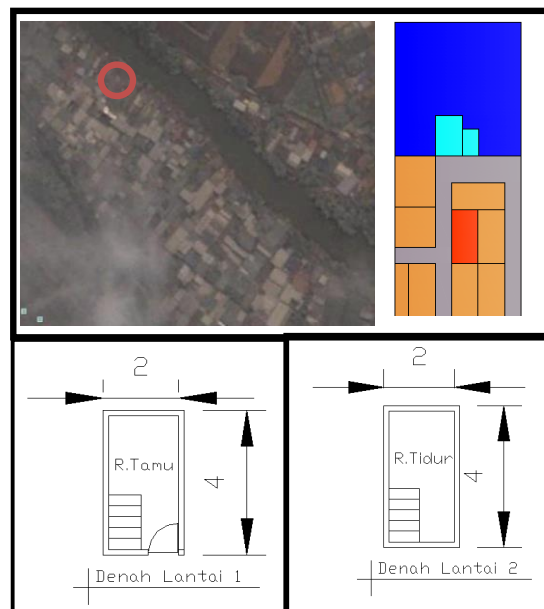 2
R.Tamu
4
Denah Lantai 1
2
R.Tidur
4
Denah Lantai 2